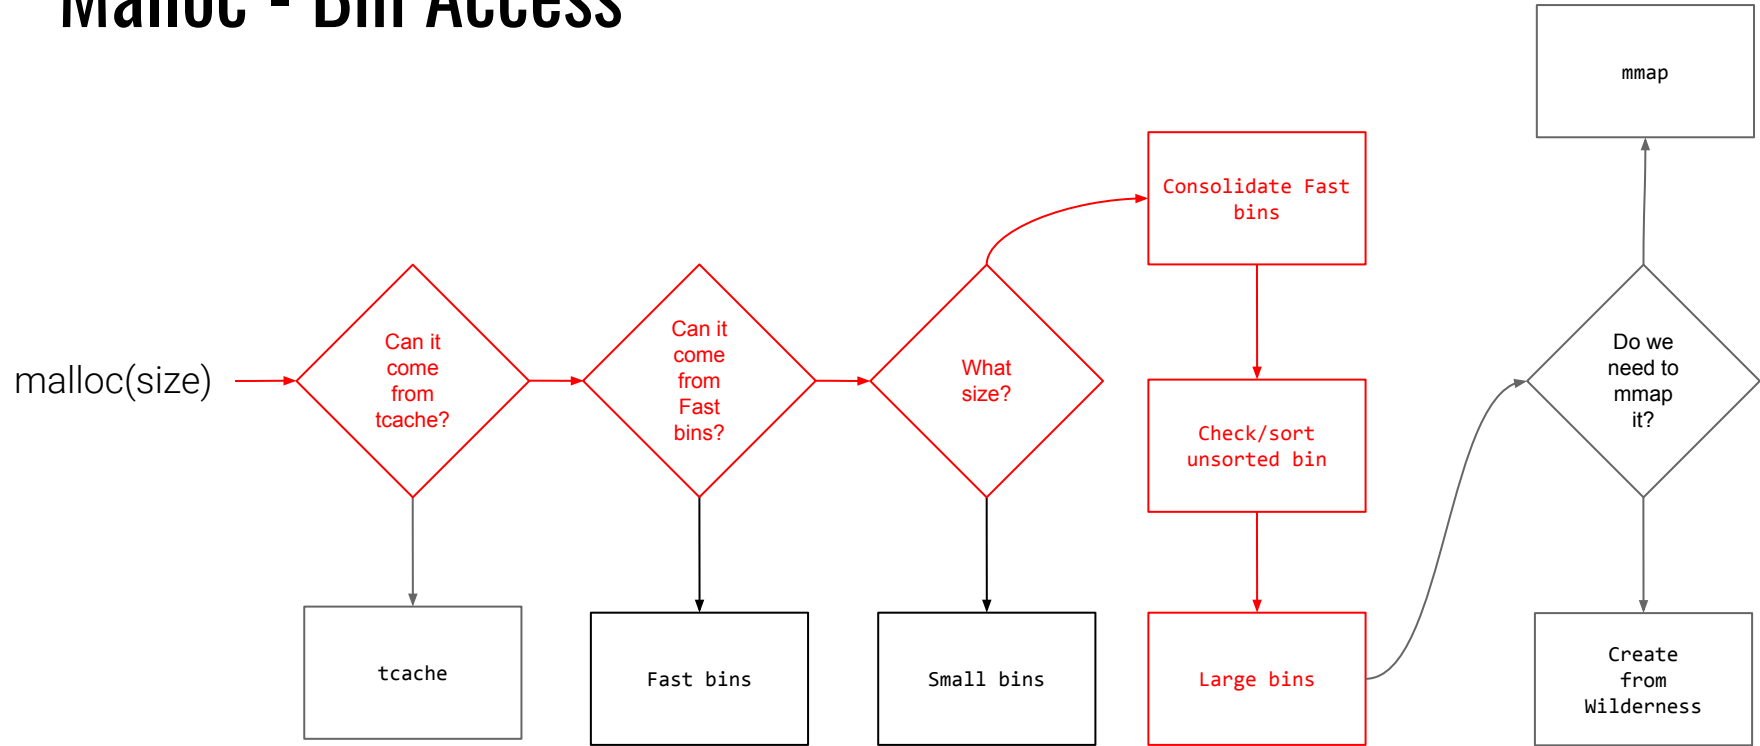 Malloc - Bin Access
mmap
Consolidate Fast
bins
malloc(size)
Can it
come
from
tcache?
Can it
come
from
Fast
bins?
What
size?
Check/sort
unsorted bin
Do we
need to
mmap
it?
tcache
Fast bins
Small bins
Large bins
Create
from
Wilderness